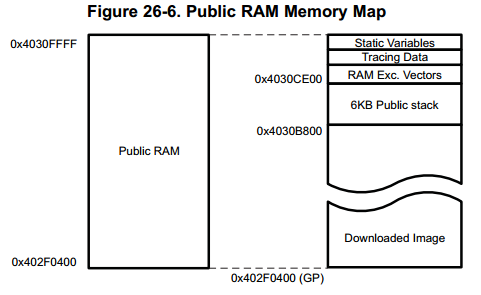 Figure 26-6. Public RAM Memory Map
0x4030FFFF
Static Variables
Tracing Data
0x4030CE00
RAM Exc. Vectors
6KB Public stack
0x4030B800
Public RAM
Downloaded Image
0x402F0400
0x402F0400 (GP)